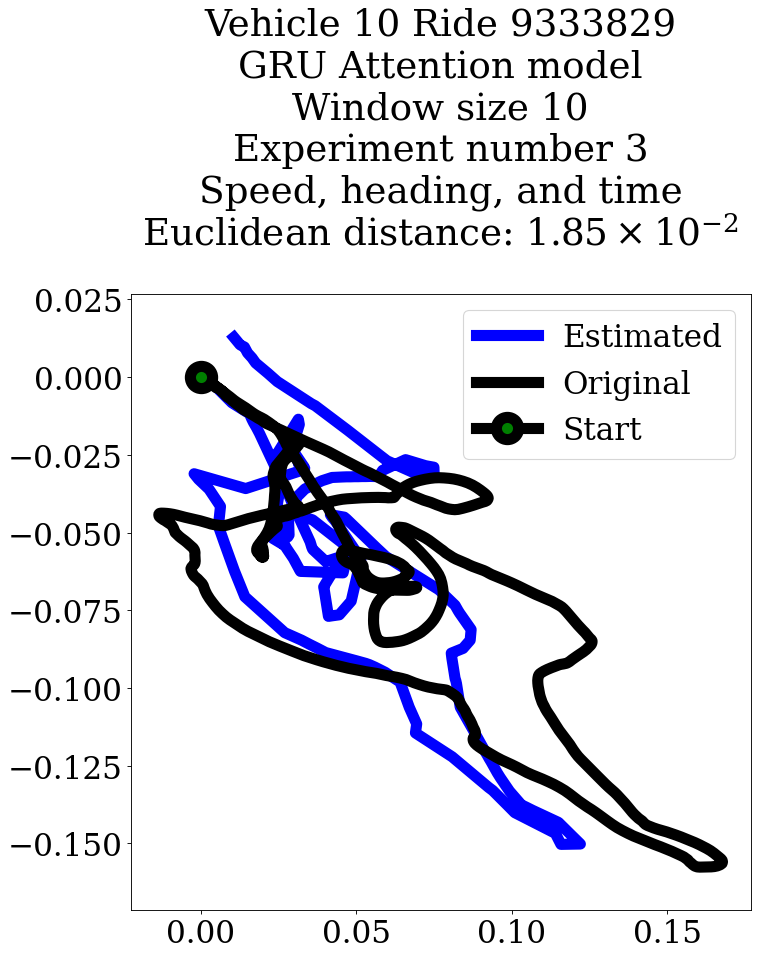 Vehicle 10 Ride 9333829
GRU Attention model
Window size 10
Experiment number 3
Speed, heading, and time
Euclidean distance: 1.85 × 10⁻²
0.025
0.000
−0.025
−0.050
−0.075
−0.100
−0.125
−0.150
Estimated
Original
Start
0.00 0.05 0.10 0.15